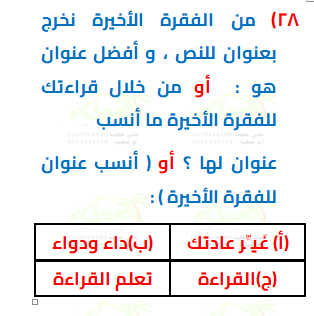 ٢٨) من الفقرة الأخيرة نخرج
بعنوان للنص ، و أفضل عنوان
هو : أو من خلال قراءتك
للفقرة الأخيرة ما أنسب
عنوان لها ؟ أو ( أنسب عنوان
للفقرة الأخيرة ) :
(أ) غيّر عادتك (ب)داء ودواء
(ج)القراءة تعلم القراءة